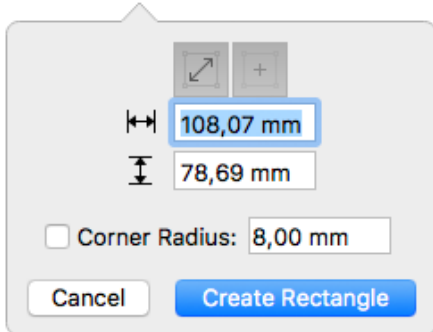 108,07 mm
78,69 mm
Corner Radius: 8,00 mm
Cancel Create Rectangle